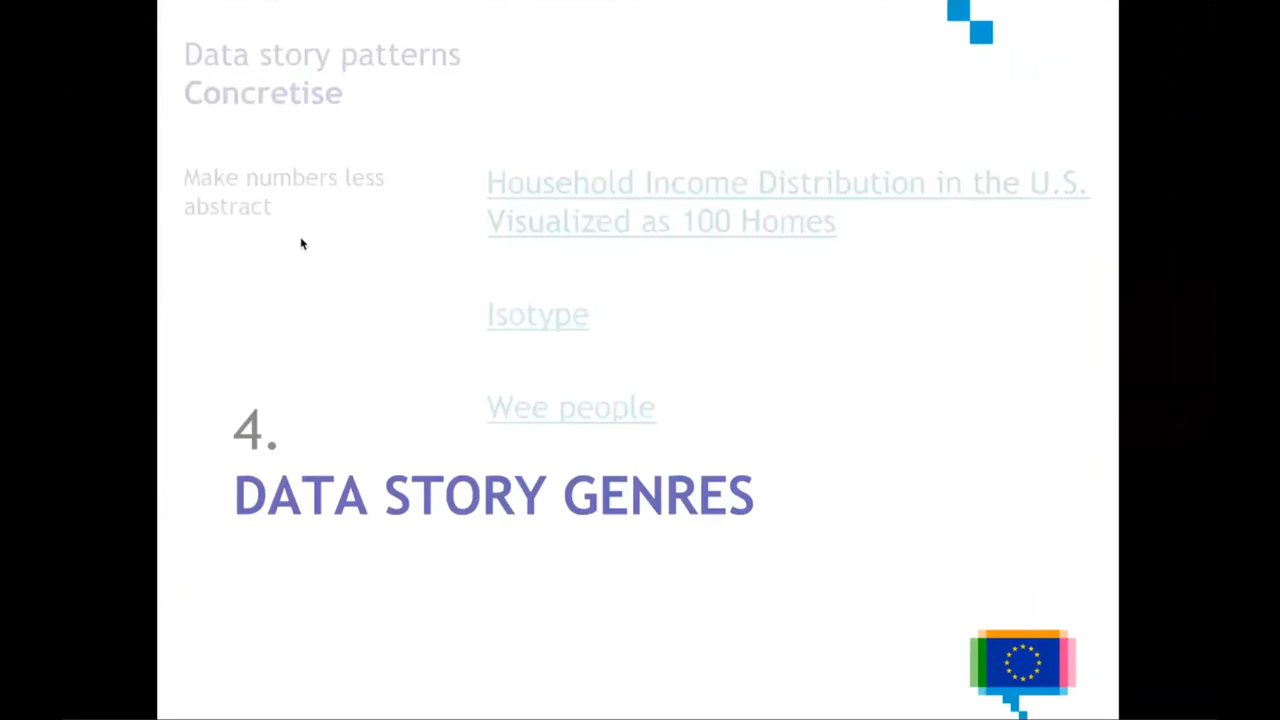 Data story patterns
Concretise
Make numbers less
abstract
Household Income Distribution in the U.S.
Visualized as 100 Homes
Isotype
Wee people
4.
DATA STORY GENRES